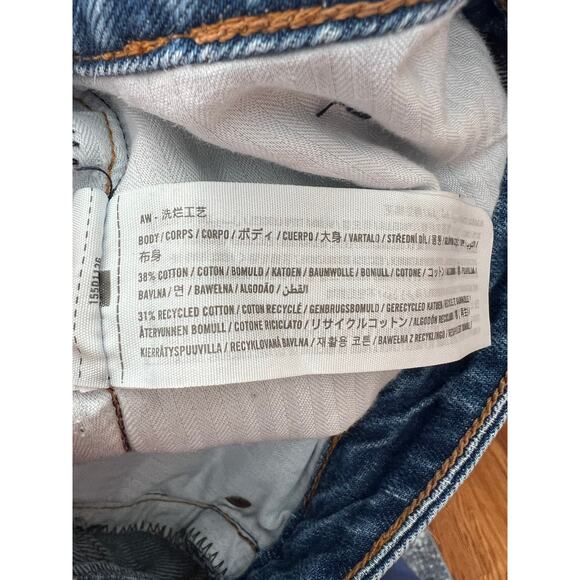 AW - 洗烂工艺
BODY / CORPS / CORPO / ボディ / CUERPO / 大身 / VARTALO / STŘEDNÍ DÍL /
布身
38% COTTON / COTON / BOMULD / KATOEN / BAUMWOLLE / BOMULL / COTONE / コットン
BAVLNA / 면 / BAWEŁNA / ALGODÃO / القطن
31% RECYCLED COTTON / COTON RECYCLÉ / GENBRUGSBOMULD / GERECYCLED KATOEN
ÅTERVUNNEN BOMULL / COTONE RICICLATO / リサイクルコットン / ALGODÓN RECICLADO
KIERRÄTYSPUUVILLA / RECYKLOVANÁ BAVLNA / 재활용 코튼 / BAWEŁNA Z RECYKLINGU